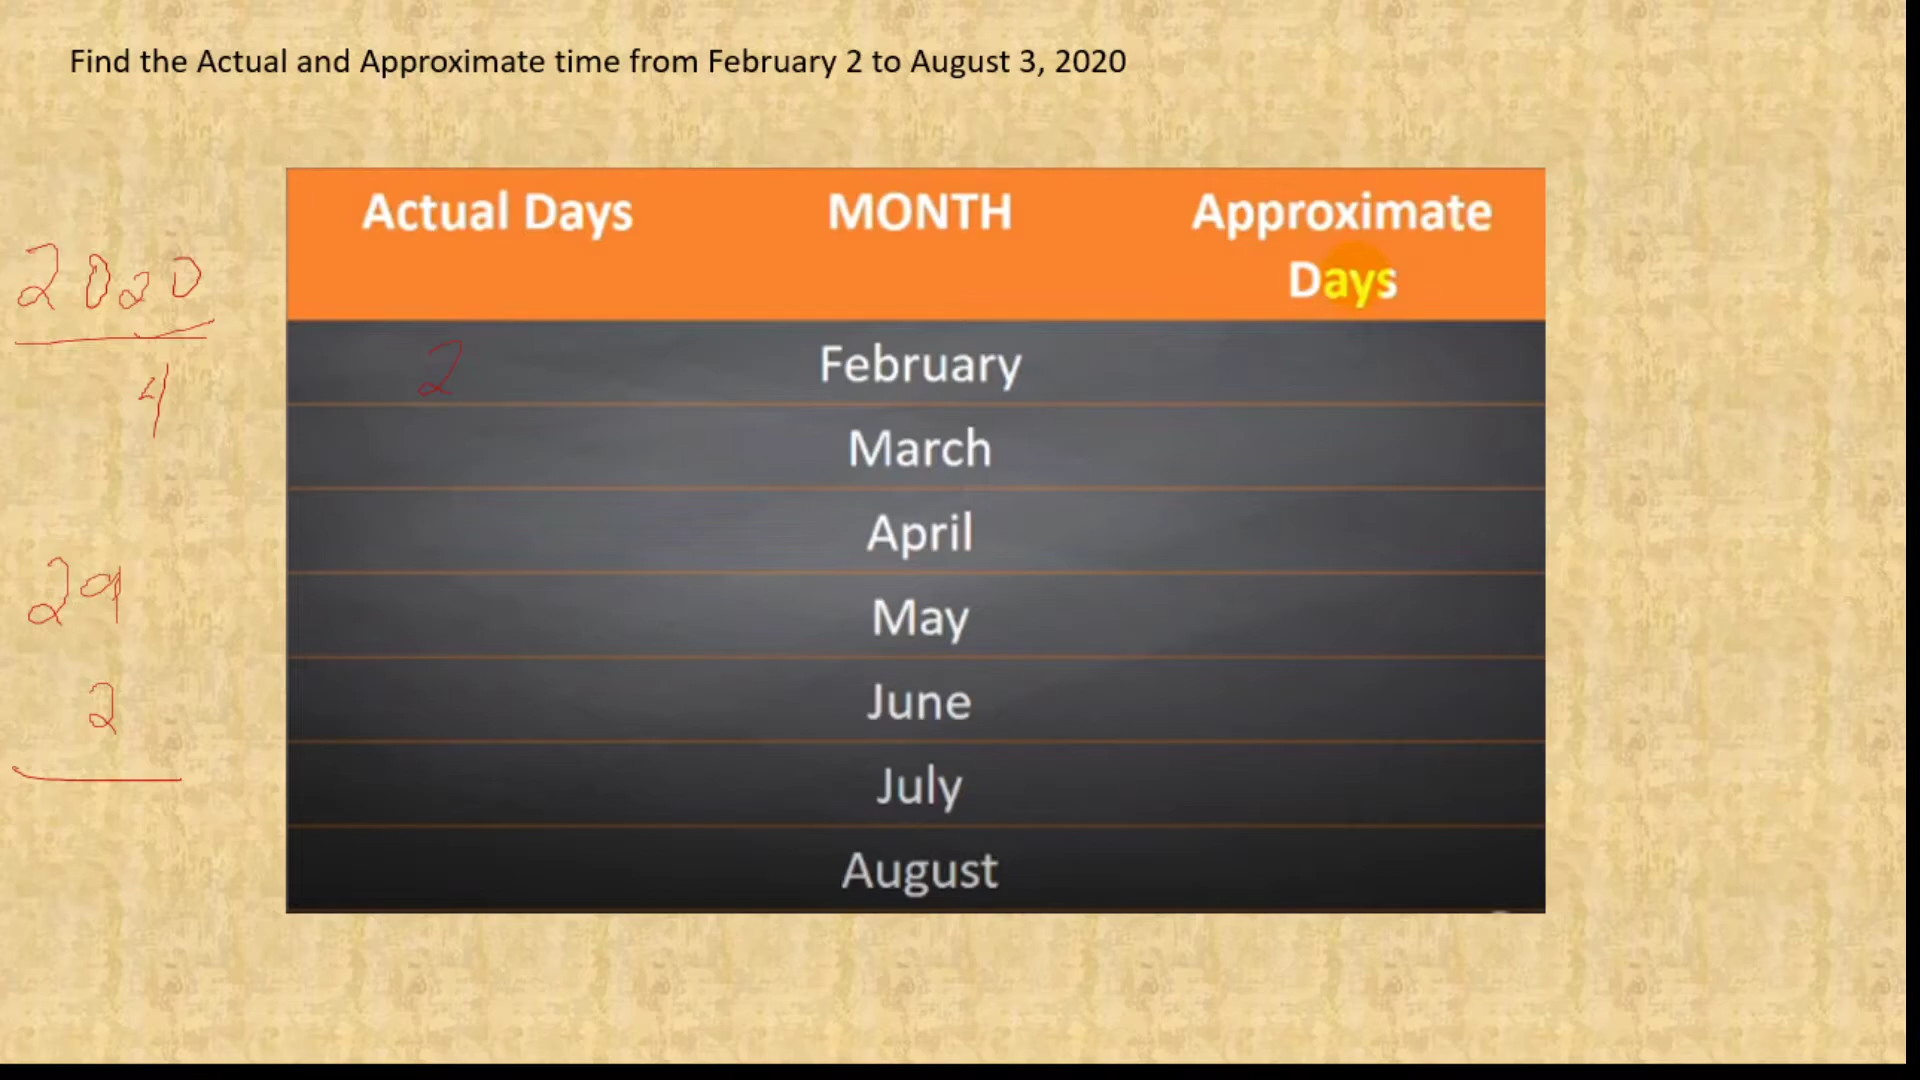 Find the Actual and Approximate time from February 2 to August 3, 2020
Actual Days MONTH Approximate Days
2020
4
2 February
March
April
29
May
2
June
July
August